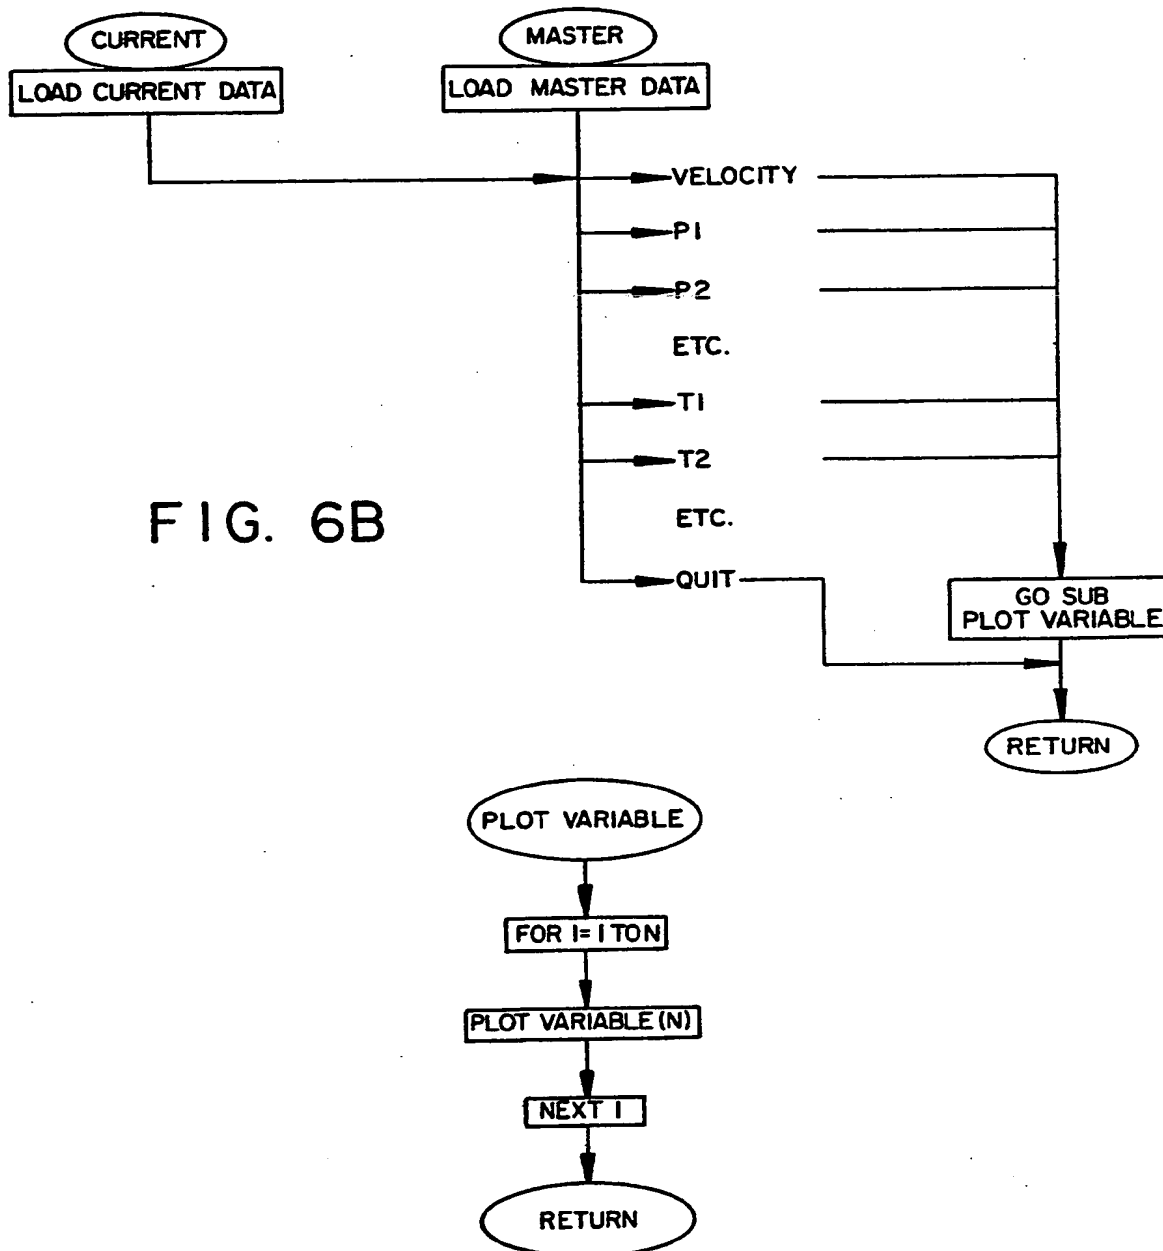 CURRENT
LOAD CURRENT DATA
MASTER
LOAD MASTER DATA
VELOCITY
P1
P2
ETC.
T1
T2
ETC.
QUIT
GO SUB
PLOT VARIABLE
RETURN
FIG. 6B
PLOT VARIABLE
FOR I= I TO N
PLOT VARIABLE (N)
NEXT I
RETURN